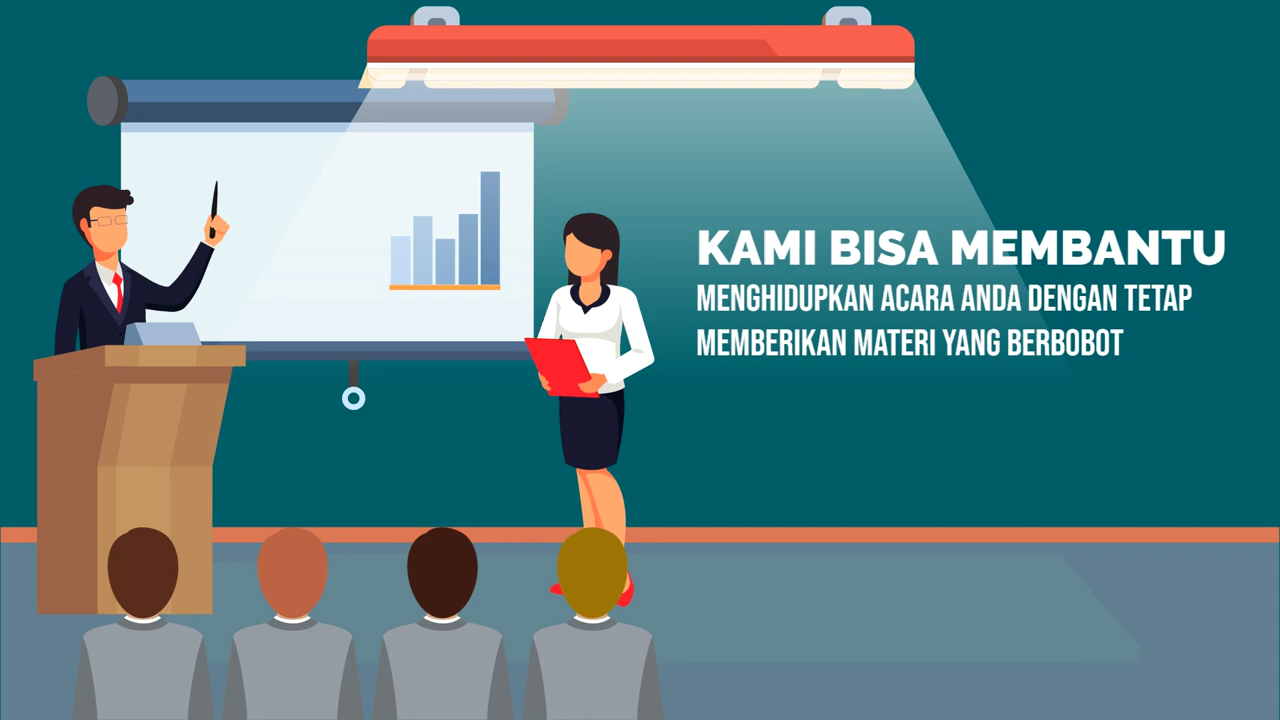 KAMI BISA MEMBANTU
MENGHIDUPKAN ACARA ANDA DENGAN TETAP
MEMBERIKAN MATERI YANG BERBOBOT